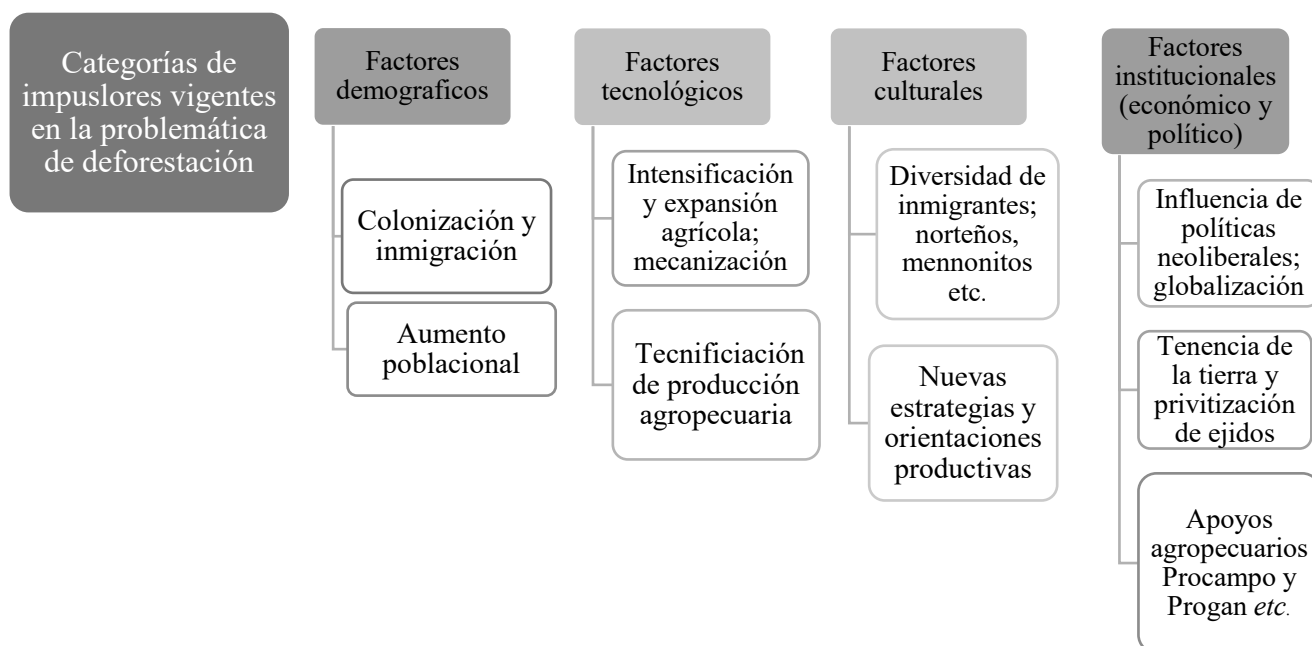 Categorías de
impuslores vigentes
en la problemática
de deforestación
Factores
demograficos
Colonización y
inmigración
Aumento
poblacional
Factores
tecnológicos
Intensificación
y expansión
agrícola;
mecanización
Tecnificiación
de producción
agropecuaria
Factores
culturales
Diversidad de
inmigrantes;
norteños,
mennonitos
etc.
Nuevas
estrategias y
orientaciones
productivas
Factores
institucionales
(económico y
político)
Influencia de
políticas
neoliberales;
globalización
Tenencia de
la tierra y
privitización
de ejidos
Apoyos
agropecuarios
Procampo y
Progan etc.